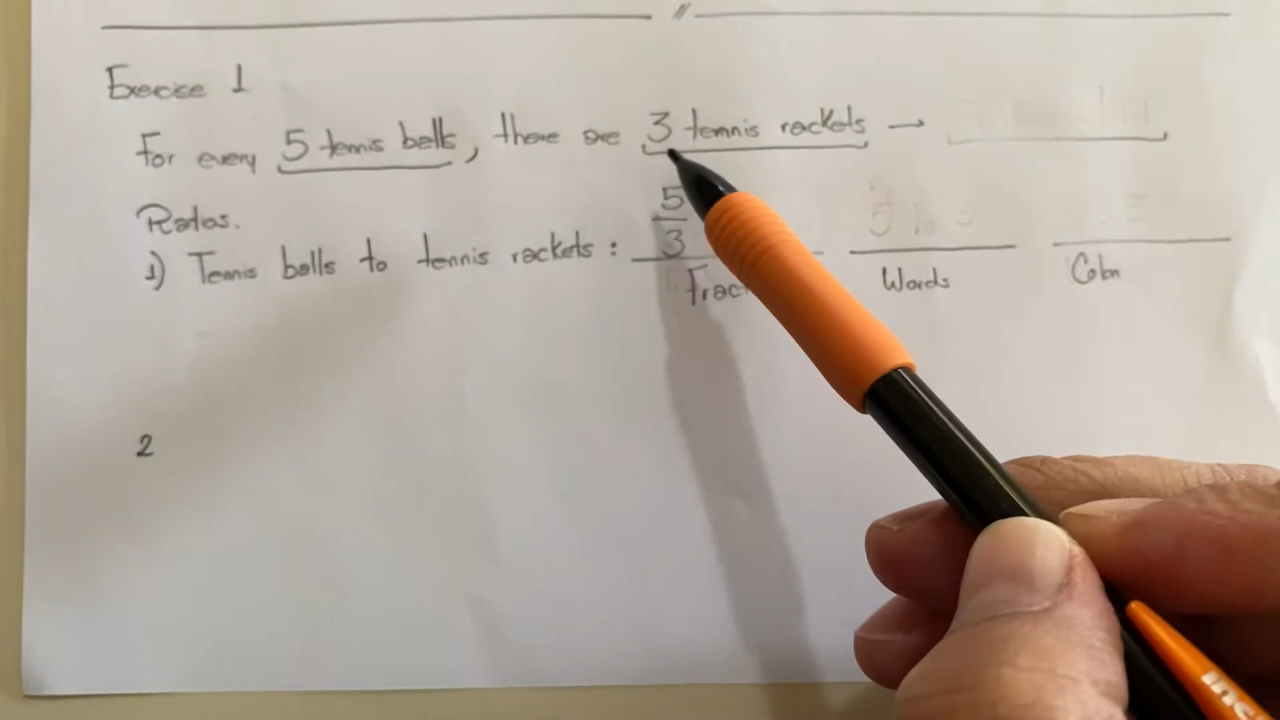 Exercise 1
For every 5 tennis balls, there are 3 tennis rackets →
Ratios.
5
3
1) Tennis balls to tennis rackets :
Words
Colon
2